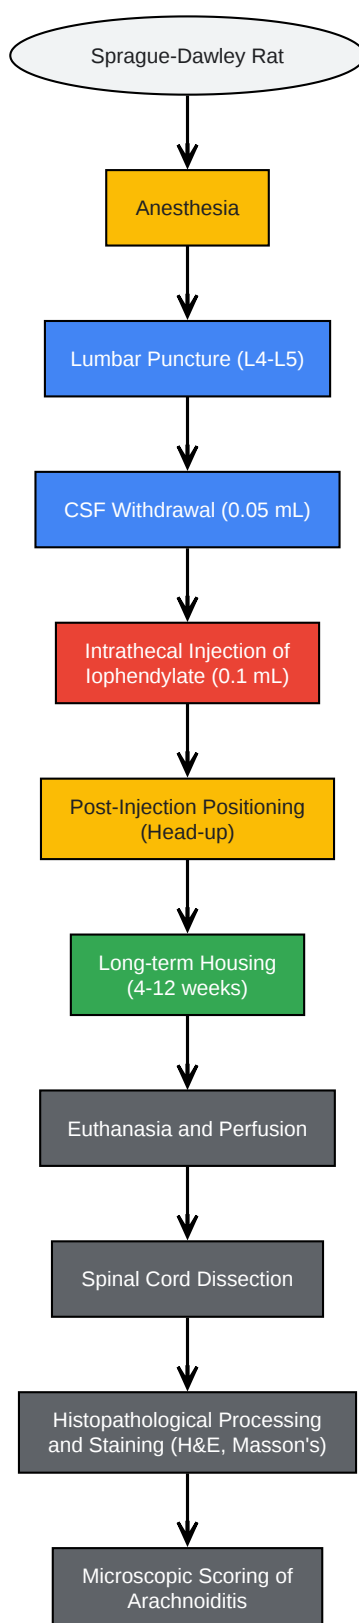 Sprague-Dawley Rat
Anesthesia
Lumbar Puncture (L4-L5)
CSF Withdrawal (0.05 mL)
Intrathecal Injection of
Iophendylate (0.1 mL)
Post-Injection Positioning
(Head-up)
Long-term Housing
(4-12 weeks)
Euthanasia and Perfusion
Spinal Cord Dissection
Histopathological Processing
and Staining (H&E, Masson's)
Microscopic Scoring of
Arachnoiditis